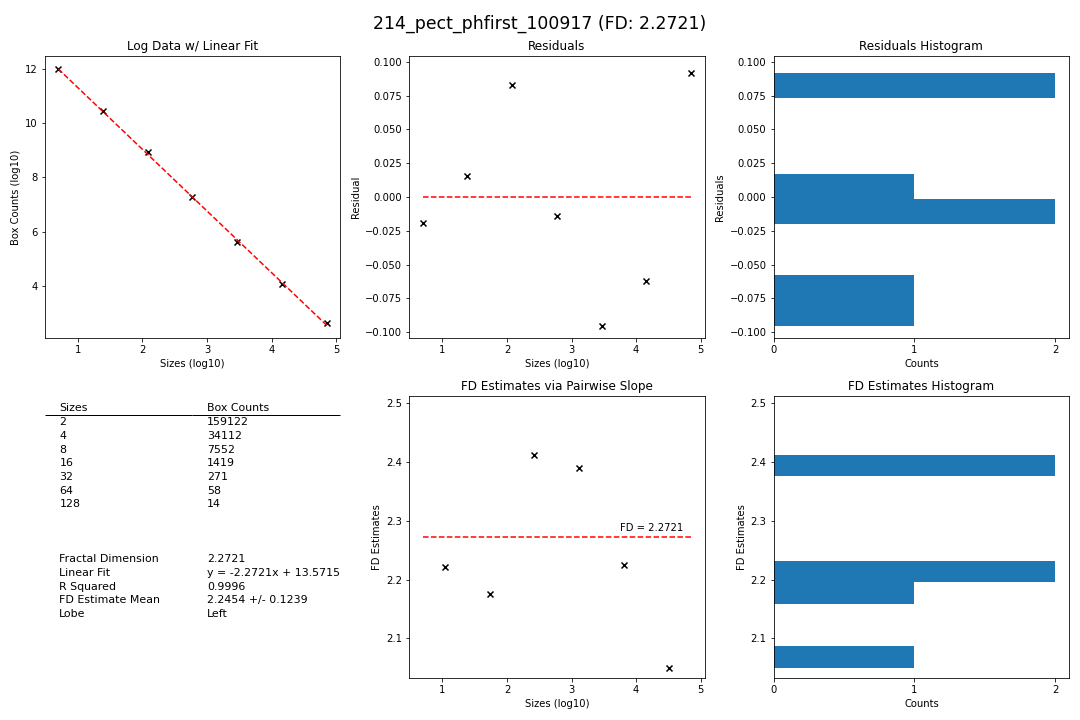 214_pect_phfirst_100917 (FD: 2.2721)
Log Data w/ Linear Fit
12
10
8
6
4
Box Counts (log10)
1 2 3 4 5
Sizes (log10)
Residuals
0.100
0.075
0.050
0.025
0.000
−0.025
−0.050
−0.075
−0.100
Residual
1 2 3 4 5
Sizes (log10)
Residuals Histogram
0.100
0.075
0.050
0.025
0.000
−0.025
−0.050
−0.075
−0.100
Residuals
0 1 2
Counts
Sizes Box Counts
2 159122
4 34112
8 7552
16 1419
32 271
64 58
128 14
Fractal Dimension 2.2721
Linear Fit y = -2.2721x + 13.5715
R Squared 0.9996
FD Estimate Mean 2.2454 +/- 0.1239
Lobe Left
FD Estimates via Pairwise Slope
2.5
2.4
2.3
2.2
2.1
FD Estimates
FD = 2.2721
1 2 3 4 5
Sizes (log10)
FD Estimates Histogram
2.5
2.4
2.3
2.2
2.1
FD Estimates
0 1 2
Counts